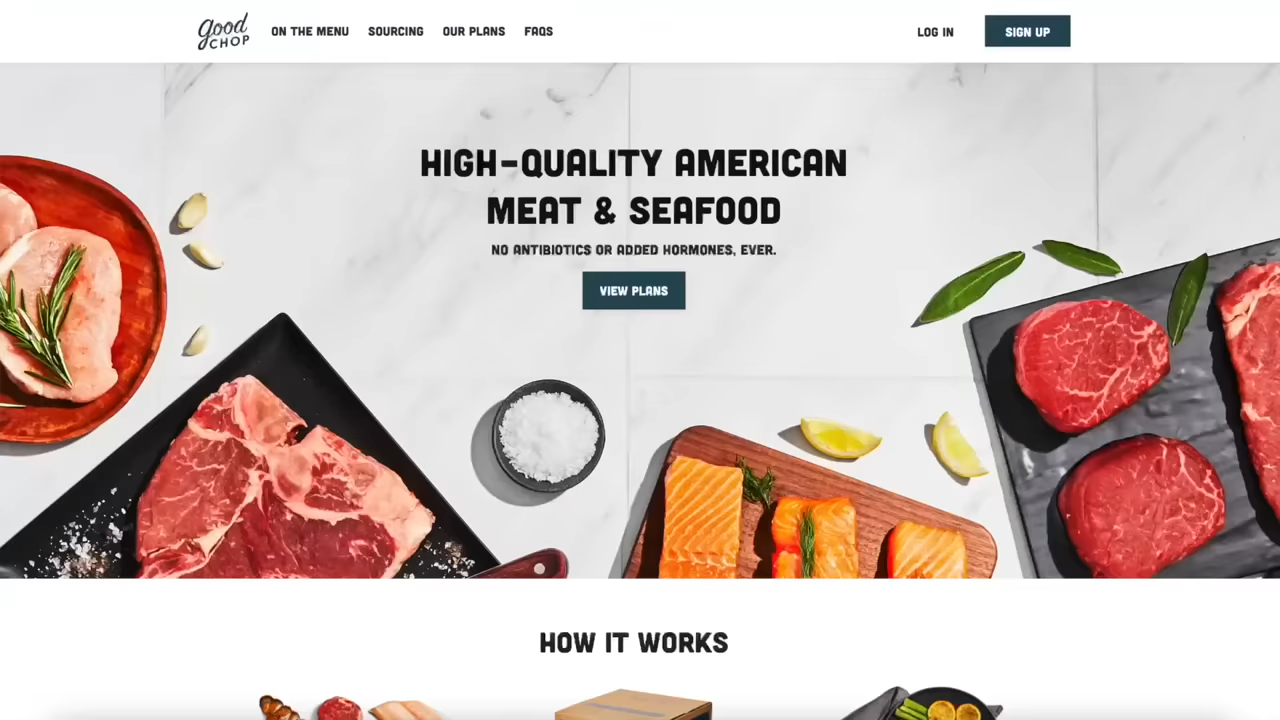 good
CHOP
ON THE MENU
SOURCING
OUR PLANS
FAQS
LOG IN
SIGN UP
HIGH-QUALITY AMERICAN
MEAT & SEAFOOD
NO ANTIBIOTICS OR ADDED HORMONES, EVER.
VIEW PLANS
HOW IT WORKS